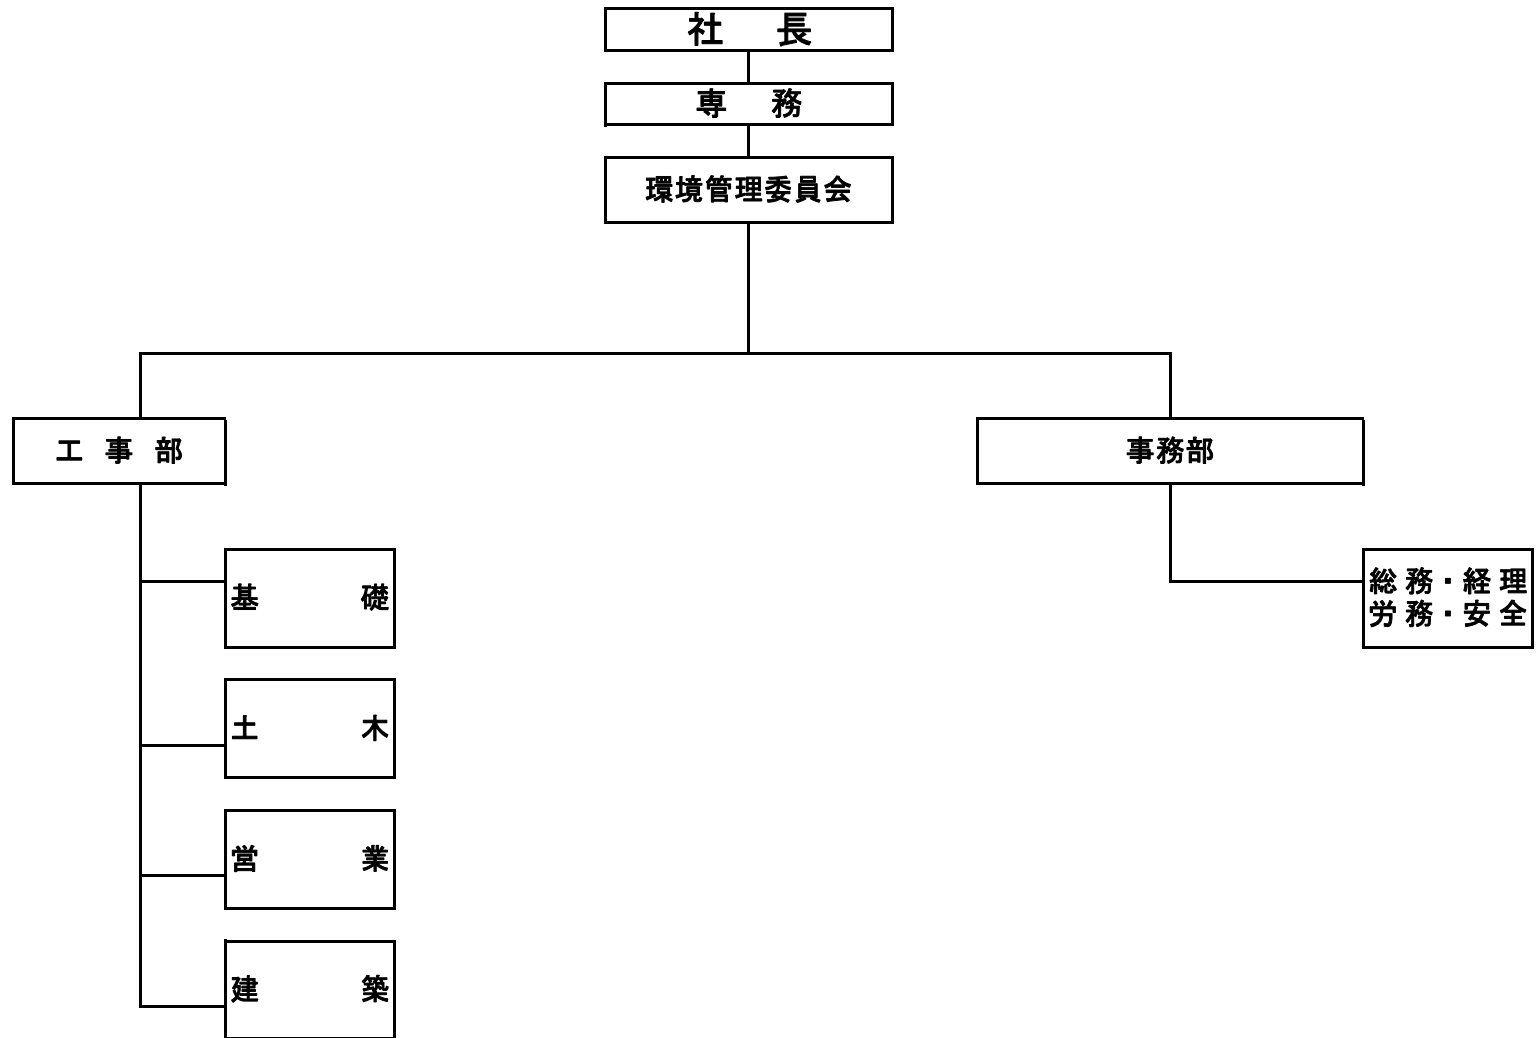 社　長
専　務
環境管理委員会
工 事 部
事務部
基　礎
総 務・経 理
労 務・安 全
土　木
営　業
建　築